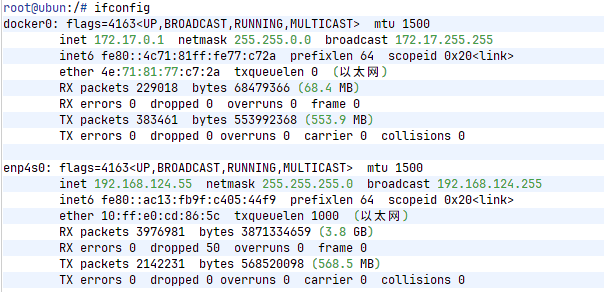 root@ubun:/# ifconfig
docker0: flags=4163<UP,BROADCAST,RUNNING,MULTICAST>  mtu 1500
        inet 172.17.0.1  netmask 255.255.0.0  broadcast 172.17.255.255
        inet6 fe80::4c71:81ff:fe77:c72a  prefixlen 64  scopeid 0x20<link>
        ether 4e:71:81:77:c7:2a  txqueuelen 0  (以太网)
        RX packets 229018  bytes 68479366 (68.4 MB)
        RX errors 0  dropped 0  overruns 0  frame 0
        TX packets 383461  bytes 553992368 (553.9 MB)
        TX errors 0  dropped 0 overruns 0  carrier 0  collisions 0

enp4s0: flags=4163<UP,BROADCAST,RUNNING,MULTICAST>  mtu 1500
        inet 192.168.124.55  netmask 255.255.255.0  broadcast 192.168.124.255
        inet6 fe80::ac13:fb9f:c405:44f9  prefixlen 64  scopeid 0x20<link>
        ether 10:ff:e0:cd:86:5c  txqueuelen 1000  (以太网)
        RX packets 3976981  bytes 3871334659 (3.8 GB)
        RX errors 0  dropped 50  overruns 0  frame 0
        TX packets 2142231  bytes 568520098 (568.5 MB)
        TX errors 0  dropped 0 overruns 0  carrier 0  collisions 0